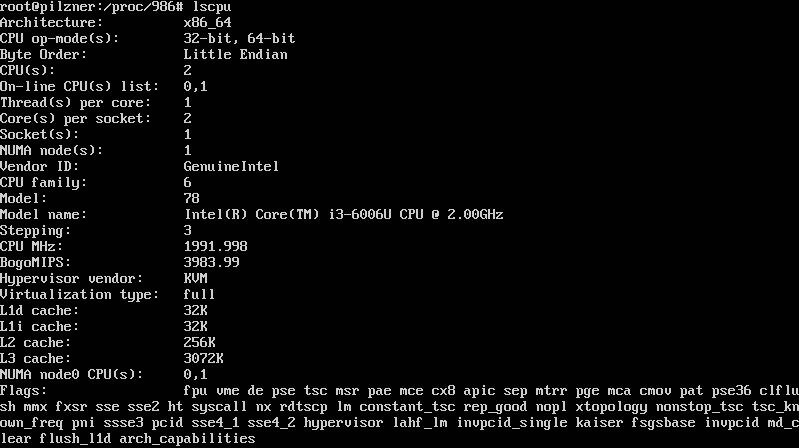 root@pilzner:/proc/986# lscpu
Architecture:          x86_64
CPU op-mode(s):        32-bit, 64-bit
Byte Order:            Little Endian
CPU(s):                2
On-line CPU(s) list:   0,1
Thread(s) per core:    1
Core(s) per socket:    2
Socket(s):             1
NUMA node(s):          1
Vendor ID:             GenuineIntel
CPU family:            6
Model:                 78
Model name:            Intel(R) Core(TM) i3-6006U CPU @ 2.00GHz
Stepping:              3
CPU MHz:               1991.998
BogoMIPS:              3983.99
Hypervisor vendor:     KVM
Virtualization type:   full
L1d cache:             32K
L1i cache:             32K
L2 cache:              256K
L3 cache:              3072K
NUMA node0 CPU(s):     0,1
Flags:                 fpu vme de pse tsc msr pae mce cx8 apic sep mtrr pge mca cmov pat pse36 clflu
sh mmx fxsr sse sse2 ht syscall nx rdtscp lm constant_tsc rep_good nopl xtopology nonstop_tsc tsc_kn
own_freq pni ssse3 pcid sse4_1 sse4_2 hypervisor lahf_lm invpcid_single kaiser fsgsbase invpcid md_c
lear flush_l1d arch_capabilities